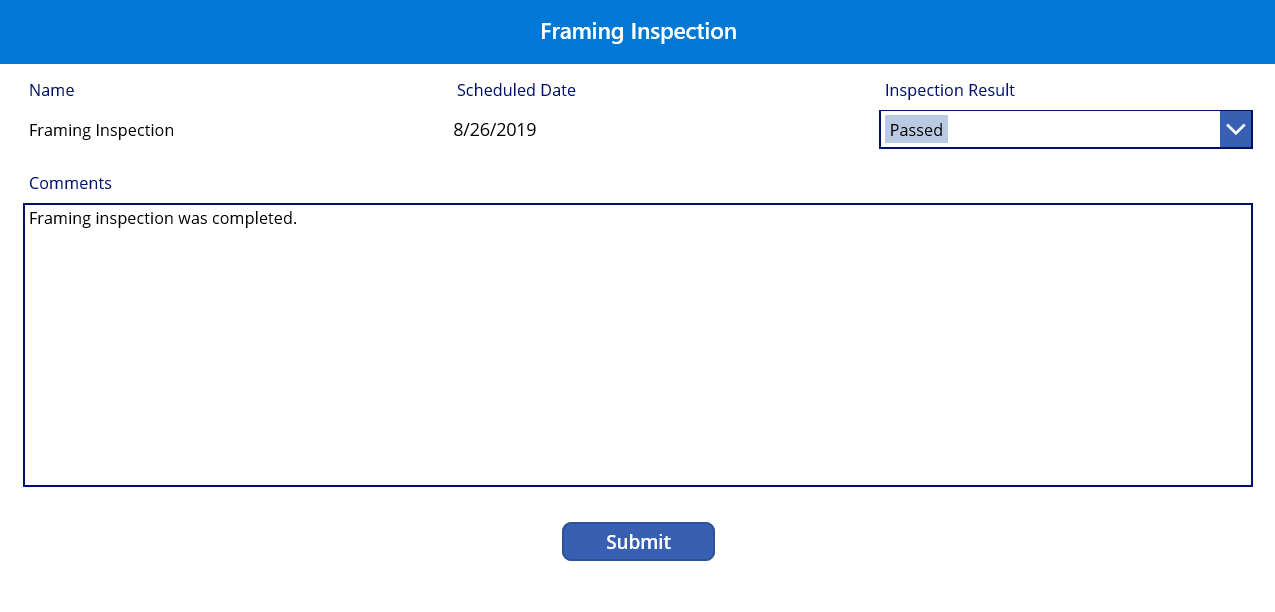 Framing Inspection
Name Scheduled Date Inspection Result
Framing Inspection 8/26/2019 Passed
Comments
Framing inspection was completed.
Submit